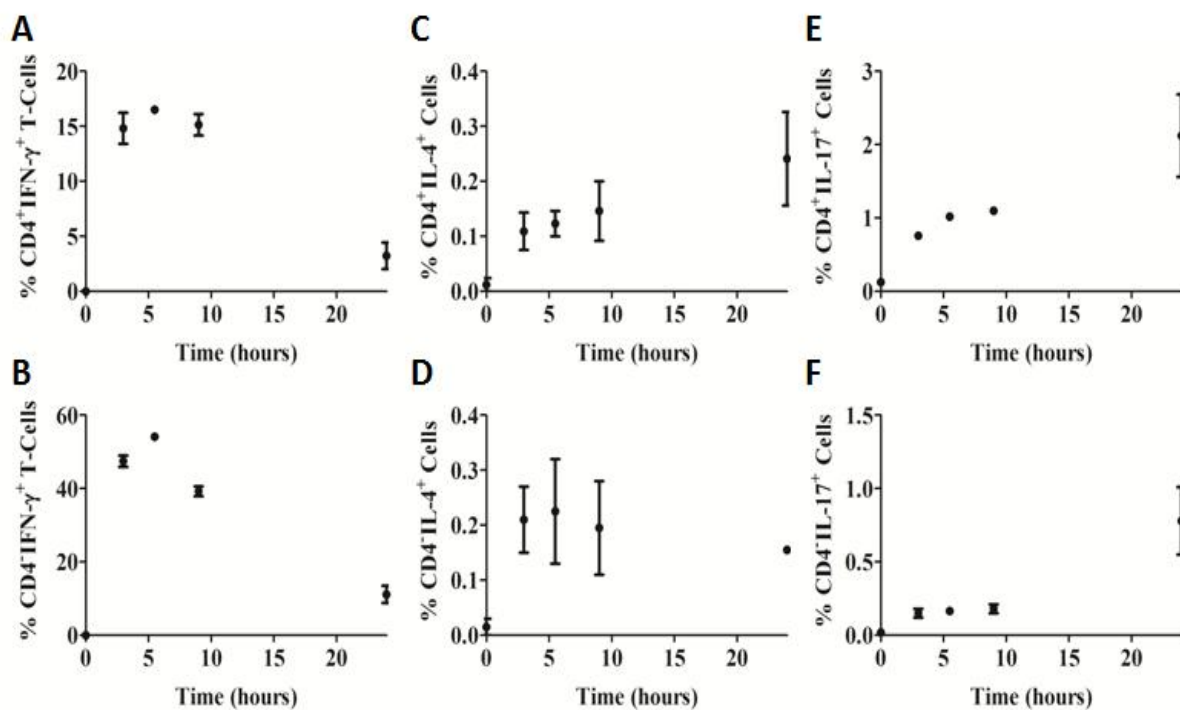 A
% CD4⁺IFN-γ⁺ T-Cells
20
15
10
5
0
0 5 10 15 20
Time (hours)
C
% CD4⁺IL-4⁺ Cells
0.4
0.3
0.2
0.1
0.0
0 5 10 15 20
Time (hours)
E
% CD4⁺IL-17⁺ Cells
3
2
1
0
0 5 10 15 20
Time (hours)
B
% CD4⁻IFN-γ⁺ T-Cells
60
40
20
0
0 5 10 15 20
Time (hours)
D
% CD4⁻IL-4⁺ Cells
0.4
0.3
0.2
0.1
0.0
0 5 10 15 20
Time (hours)
F
% CD4⁻IL-17⁺ Cells
1.5
1.0
0.5
0.0
0 5 10 15 20
Time (hours)